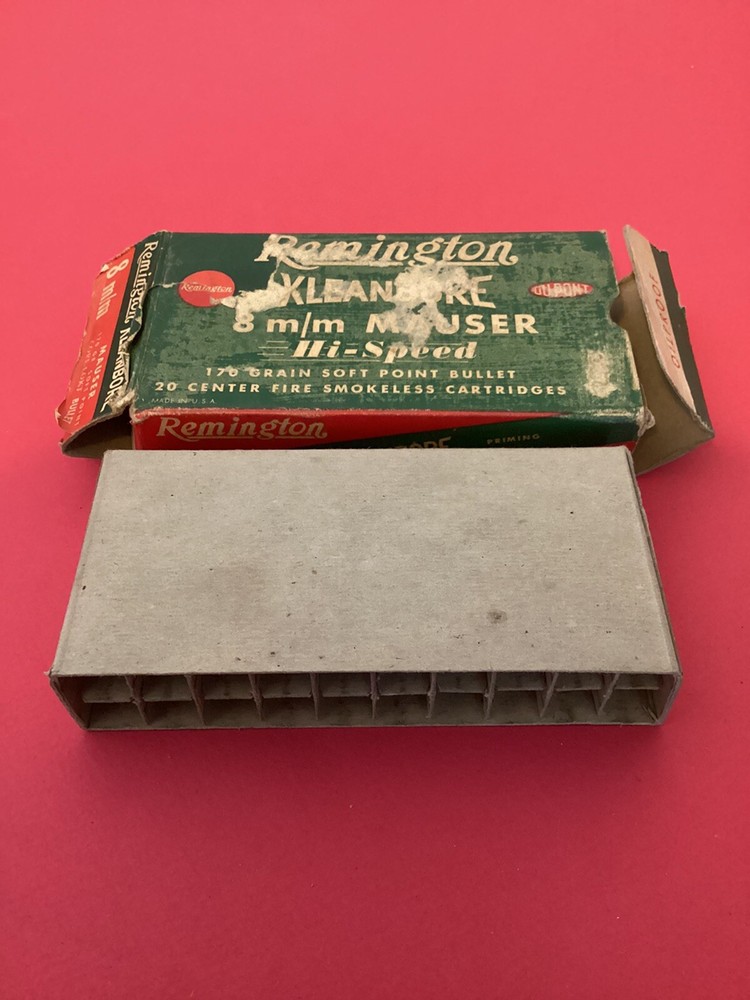 Remington
Remington
KLEANBORE
DU PONT
8 m/m MAUSER
Hi-Speed
170 GRAIN SOFT POINT BULLET
20 CENTER FIRE SMOKELESS CARTRIDGES
MADE IN U.S.A.
Remington
PRIMING
Remington KLEANBORE
8 m/m
MAUSER